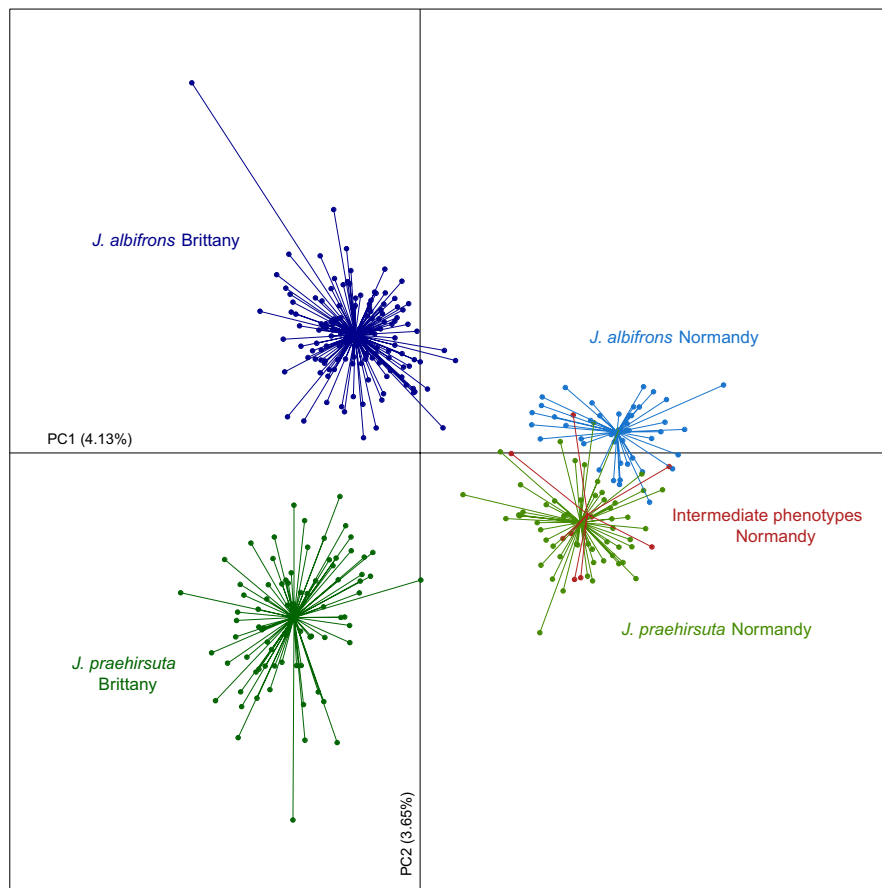 J. albifrons Brittany
J. albifrons Normandy
PC1 (4.13%)
Intermediate phenotypes
Normandy
J. praehirsuta Normandy
J. praehirsuta
Brittany
PC2 (3.65%)